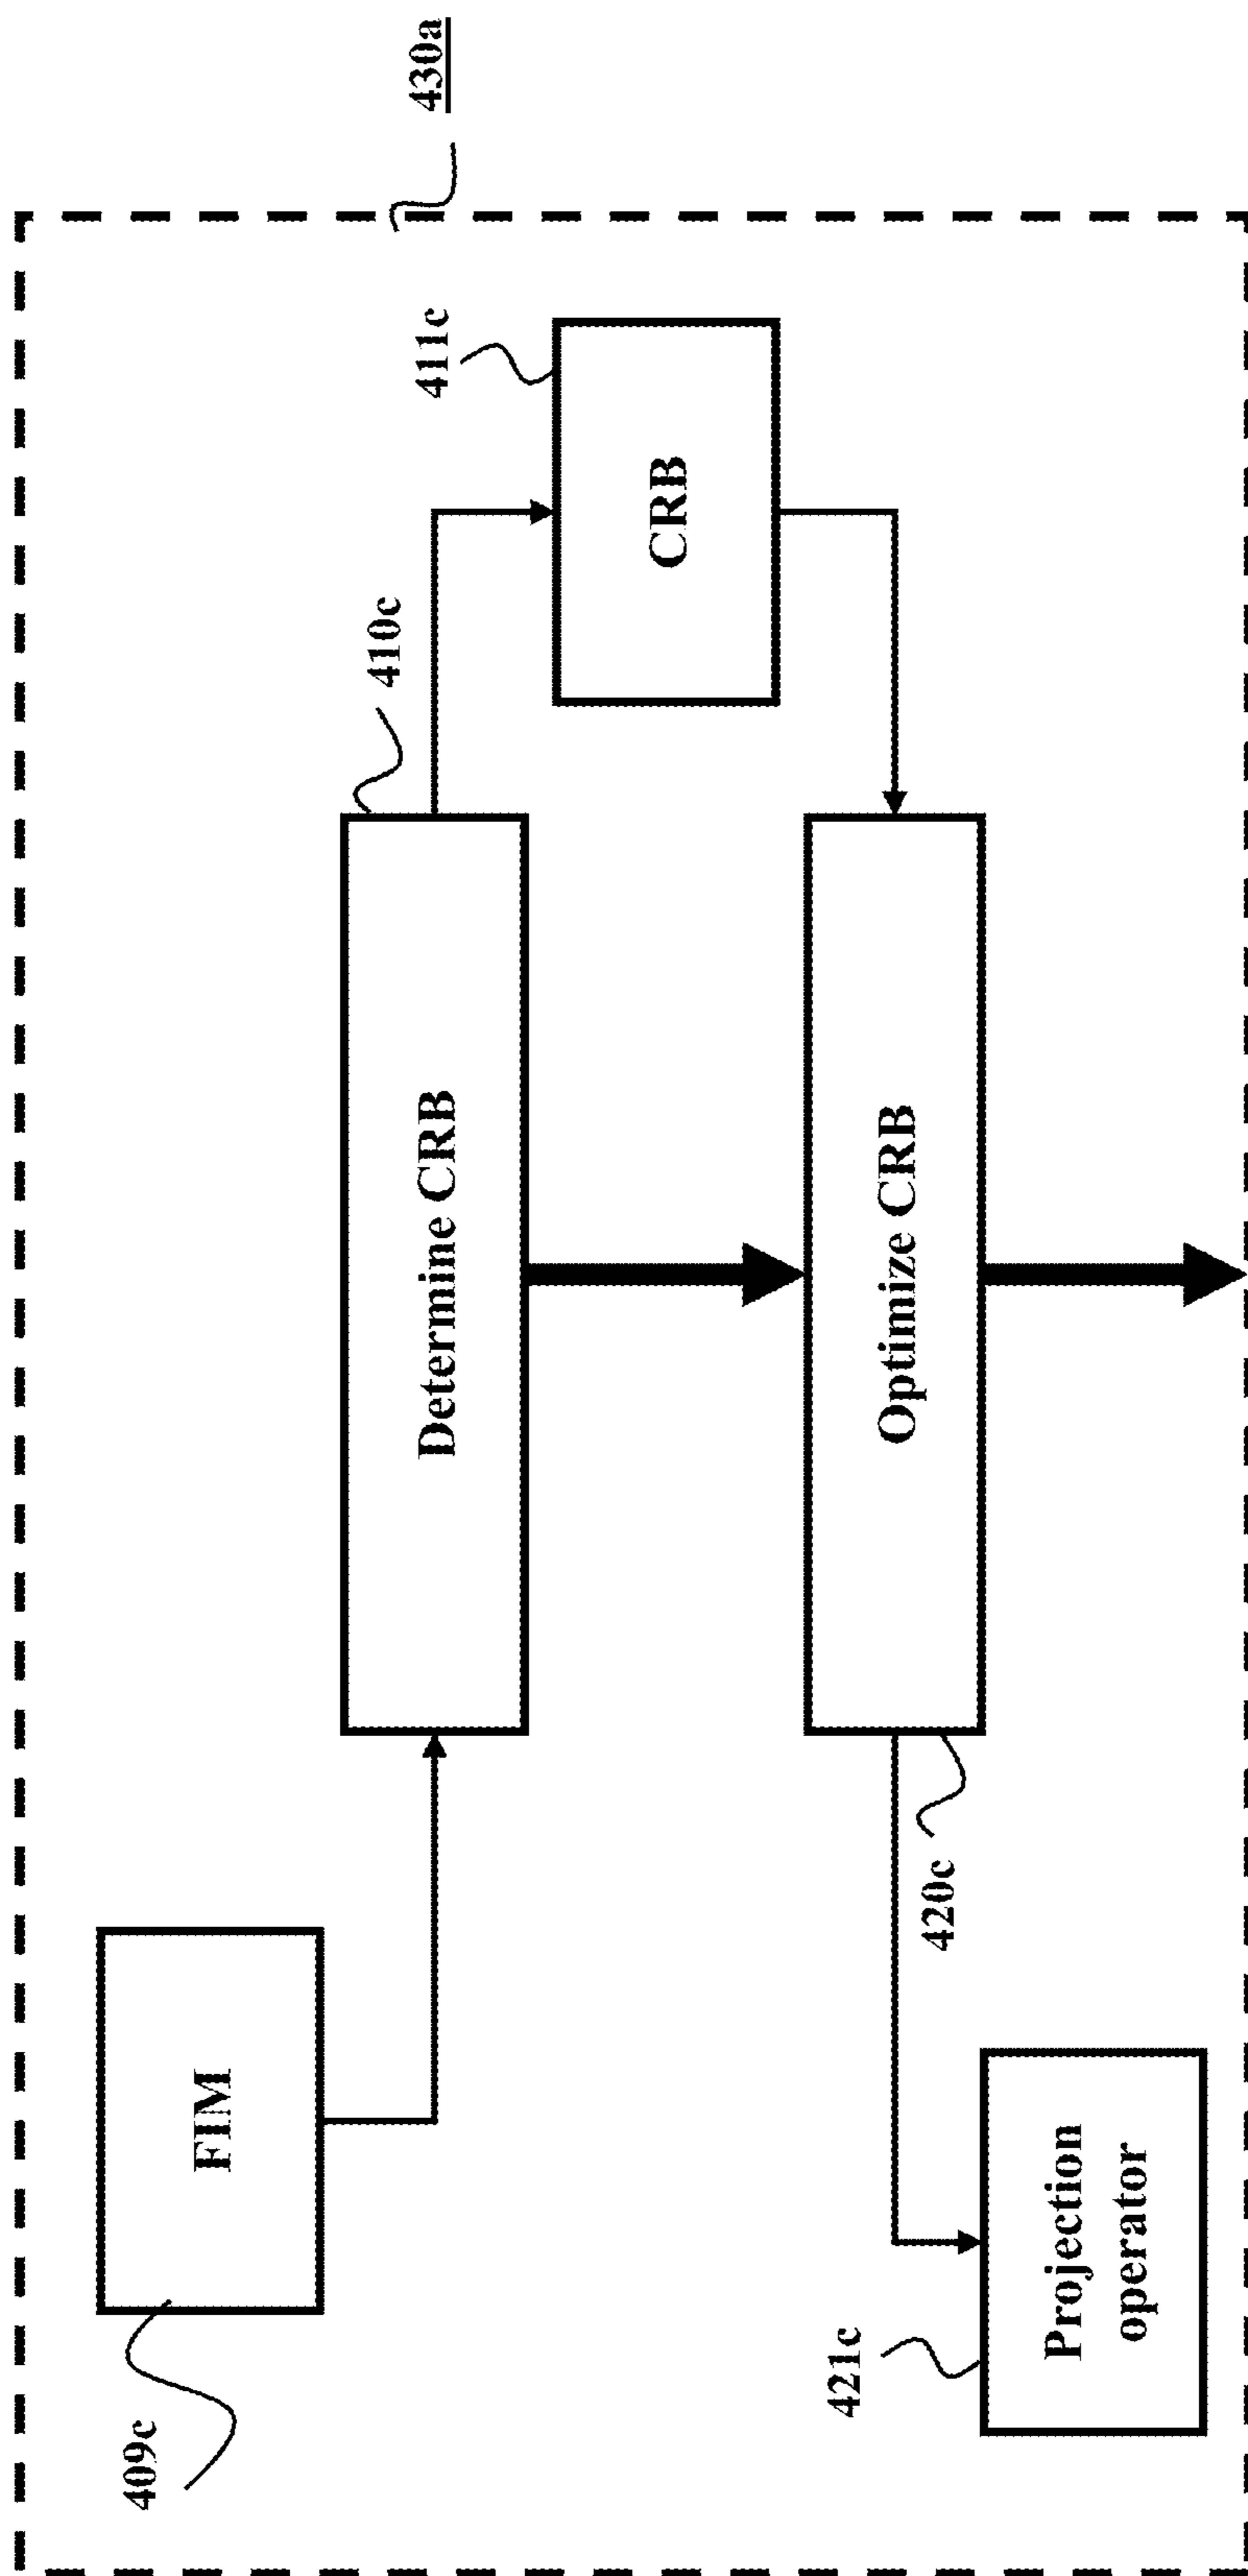 430a
409c
FIM
410c
Determine CRB
411c
CRB
Optimize CRB
420c
421c
Projection
operator